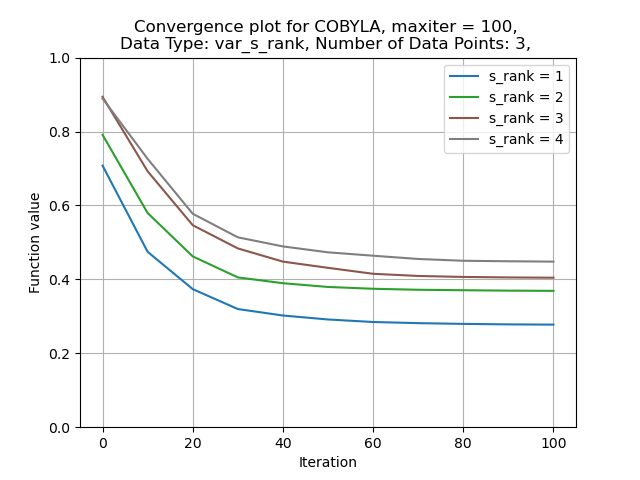 Convergence plot for COBYLA, maxiter = 100,
Data Type: var_s_rank, Number of Data Points: 3,
1.0
0.8
0.6
0.4
0.2
0.0
Function value
s_rank = 1
s_rank = 2
s_rank = 3
s_rank = 4
0 20 40 60 80 100
Iteration